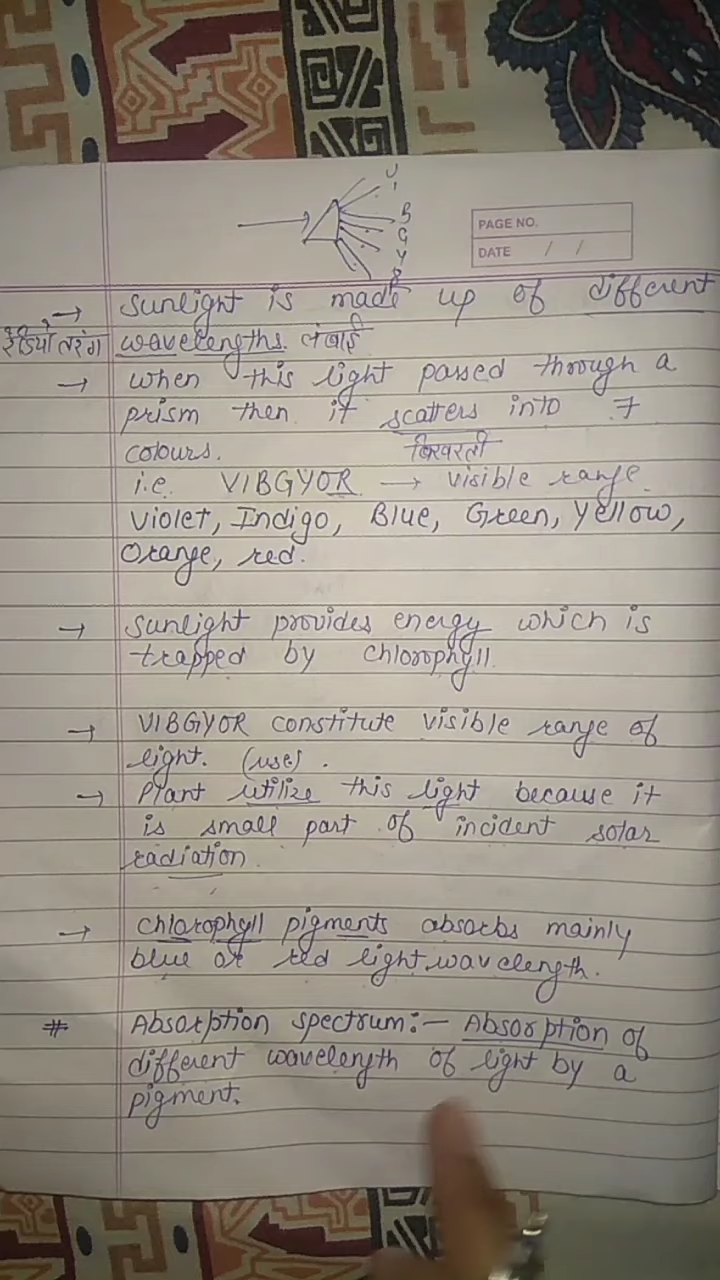 V
I
B
G
Y
R
PAGE NO.
DATE / /
→ sunlight is made up of different
रेडियो तरंग wavelengths. लंबाई
→ when this light passed through a
prism then it scatters into 7
colours. बिखरती
i.e. VIBGYOR → visible range.
Violet, Indigo, Blue, Green, Yellow,
Orange, red.
→ sunlight provides energy which is
trapped by chlorophyll.
→ VIBGYOR constitute visible range of
light. (use).
→ Plant utilize this light because it
is small part of incident solar
radiation.
→ chlorophyll pigments absorbs mainly
blue or red light wavelength.
# Absorption spectrum:- Absorption of
different wavelength of light by a
pigment.